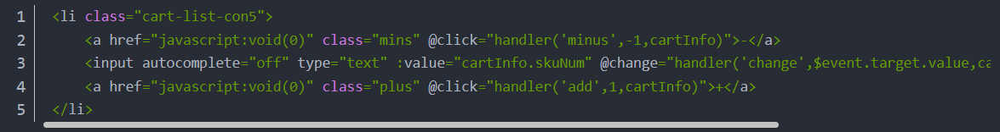 1 <li class="cart-list-con5">
2 <a href="javascript:void(0)" class="mins" @click="handler('minus',-1,cartInfo)">-</a>
3 <input autocomplete="off" type="text" :value="cartInfo.skuNum" @change="handler('change',$event.target.value,ca
4 <a href="javascript:void(0)" class="plus" @click="handler('add',1,cartInfo)">+</a>
5 </li>